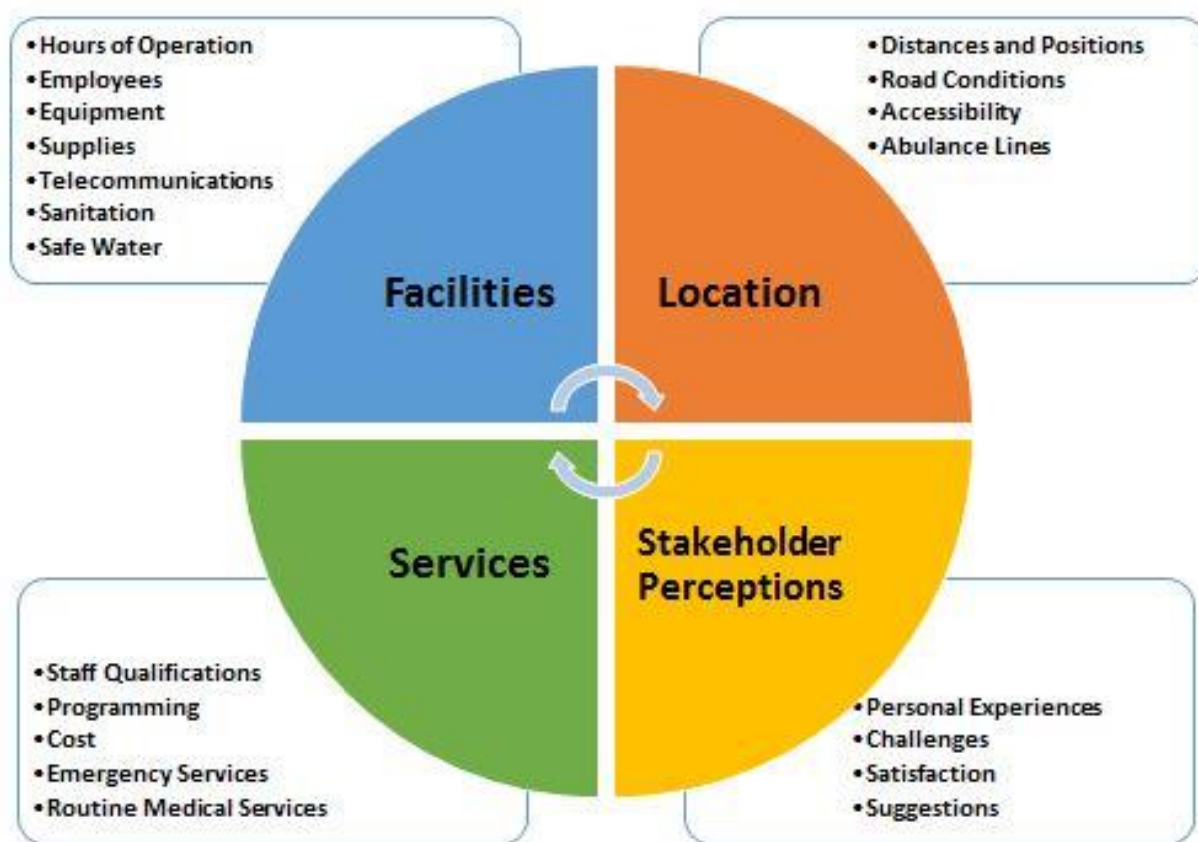 •Hours of Operation
•Employees
•Equipment
•Supplies
•Telecommunications
•Sanitation
•Safe Water
•Distances and Positions
•Road Conditions
•Accessibility
•Abulance Lines
Facilities
Location
Services
Stakeholder
Perceptions
•Staff Qualifications
•Programming
•Cost
•Emergency Services
•Routine Medical Services
•Personal Experiences
•Challenges
•Satisfaction
•Suggestions